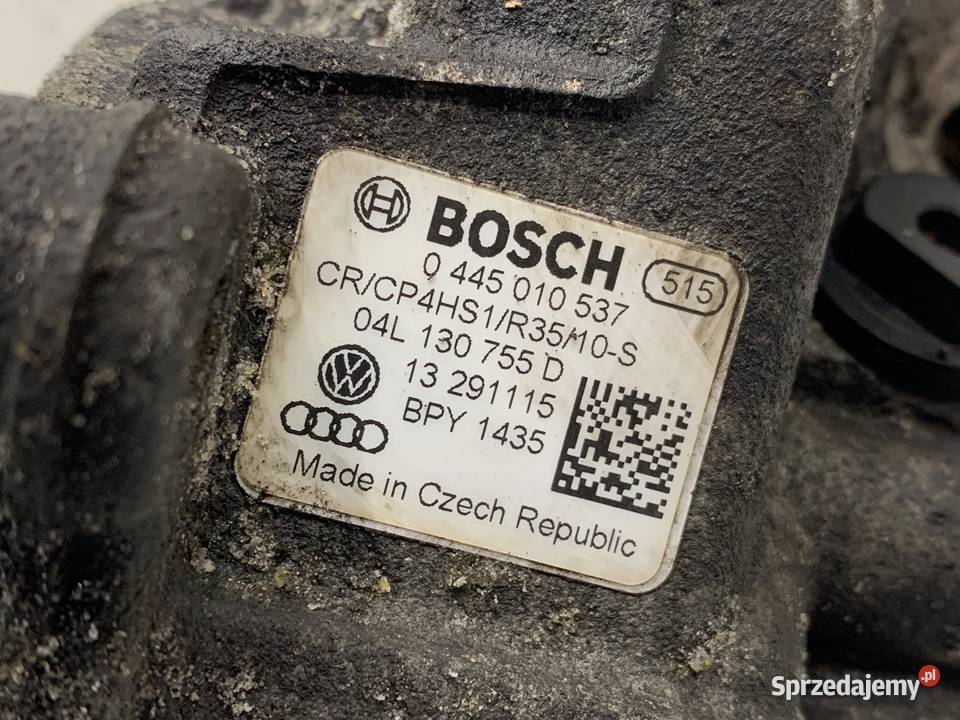 BOSCH
0 445 010 537
515
CR/CP4HS1/R35/10-S
04L 130 755 D
13 291115
BPY 1435
Made in Czech Republic
Sprzedajemy.pl